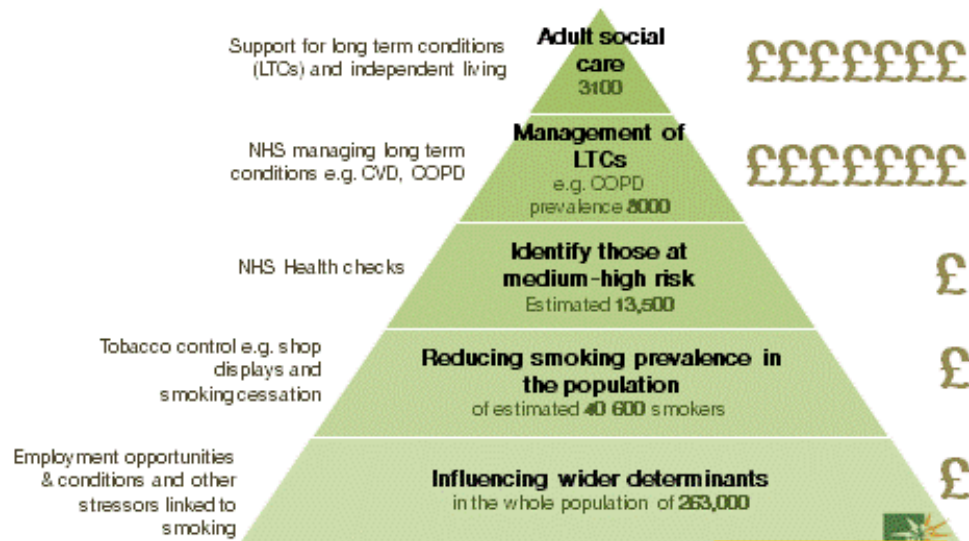 Support for long term conditions
(LTCs) and independent living
Adult social
care
3100
£££££££
NHS managing long term
conditions e.g. CVD, COPD
Management of
LTCs
e.g. COPD
prevalence 8000
£££££££
NHS Health checks
Identify those at
medium-high risk
Estimated 13,500
£
Tobacco control e.g. shop
displays and
smoking cessation
Reducing smoking prevalence in
the population
of estimated 40 600 smokers
£
Employment opportunities
& conditions and other
stressors linked to
smoking
Influencing wider determinants
in the whole population of 263,000
£